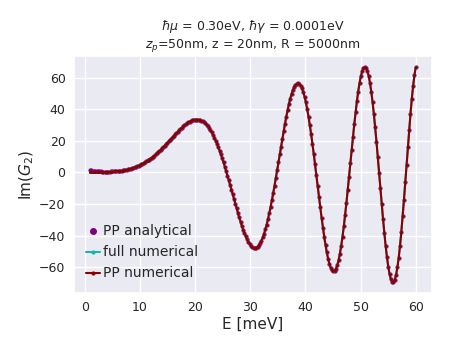 ℏμ = 0.30eV, ℏγ = 0.0001eV
z_p=50nm, z = 20nm, R = 5000nm
Im(G_2)
60
40
20
0
−20
−40
−60
PP analytical
full numerical
PP numerical
0 10 20 30 40 50 60
E [meV]